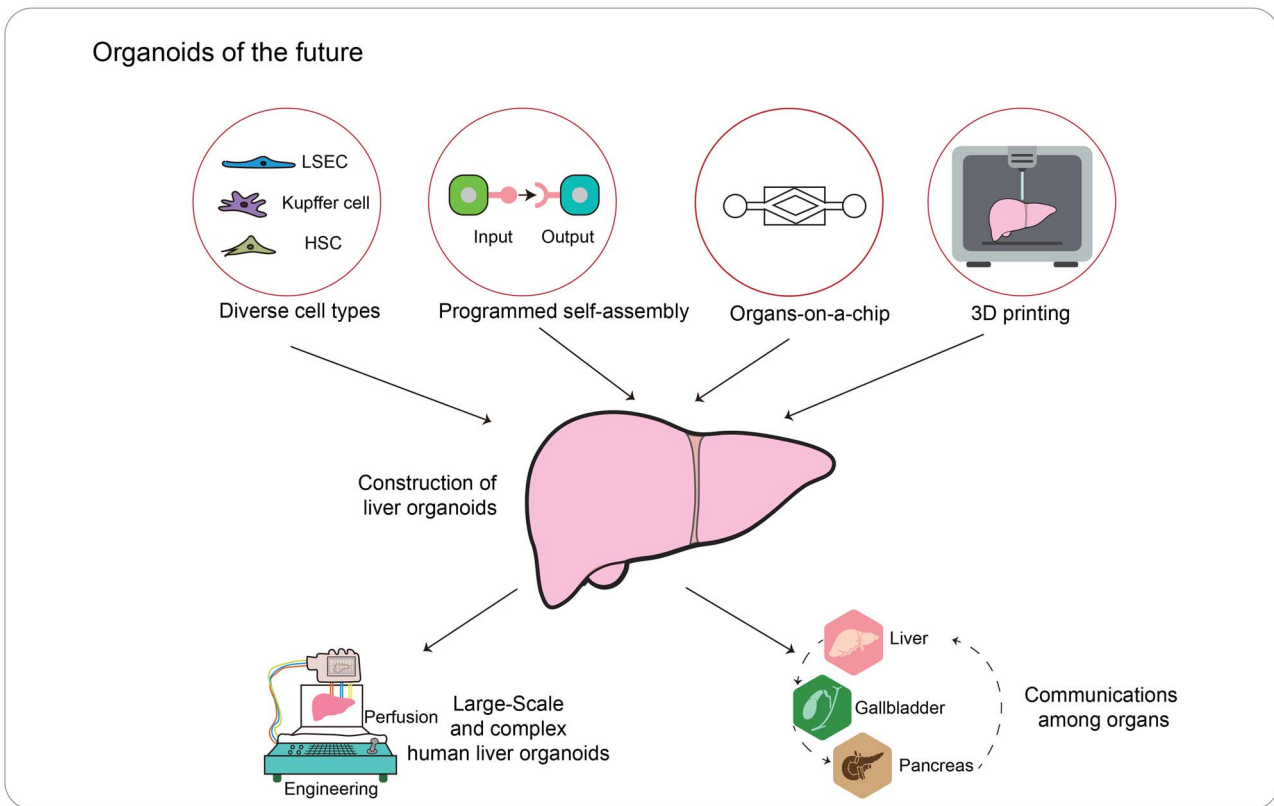 Organoids of the future
LSEC
Kupffer cell
HSC
Diverse cell types
Input
Output
Programmed self-assembly
Organs-on-a-chip
3D printing
Construction of
liver organoids
Perfusion
Engineering
Large-Scale
and complex
human liver organoids
Liver
Gallbladder
Pancreas
Communications
among organs